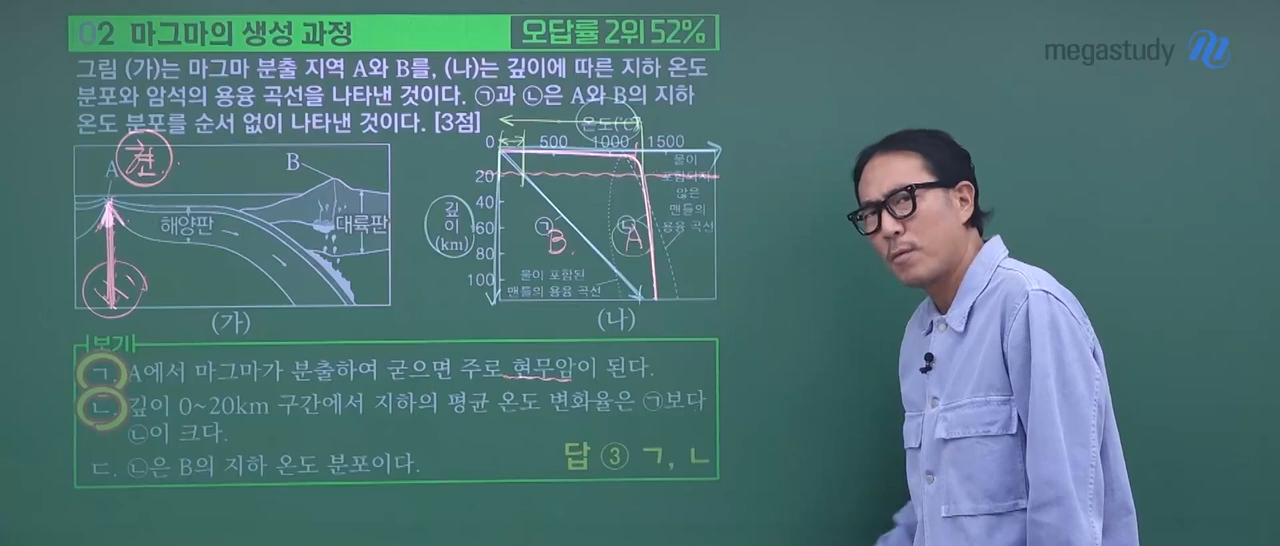 02 마그마의 생성 과정
오답률 2위 52%
megastudy
그림 (가)는 마그마 분출 지역 A와 B를, (나)는 깊이에 따른 지하 온도
분포와 암석의 용융 곡선을 나타낸 것이다. ㉠과 ㉡은 A와 B의 지하
온도 분포를 순서 없이 나타낸 것이다. [3점]
현
A
B
해양판
대륙판
(가)
온도(℃)
0 500 1000 1500
20
40
60
80
100
깊이
(km)
물이
포함되지
않은
맨틀의
용융 곡선
㉠
B
㉡
A
물이 포함된
맨틀의 용융 곡선
(나)
보기
ㄱ. A에서 마그마가 분출하여 굳으면 주로 현무암이 된다.
ㄴ. 깊이 0~20km 구간에서 지하의 평균 온도 변화율은 ㉠보다
㉡이 크다.
ㄷ. ㉡은 B의 지하 온도 분포이다.
답 ③ ㄱ, ㄴ